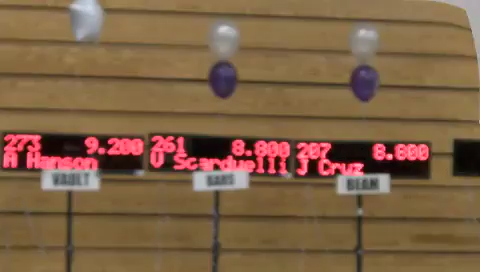 273 9.200
A Hanson
VAULT
261 8.800
V Scarduelli
BARS
207 8.800
J Cruz
BEAM